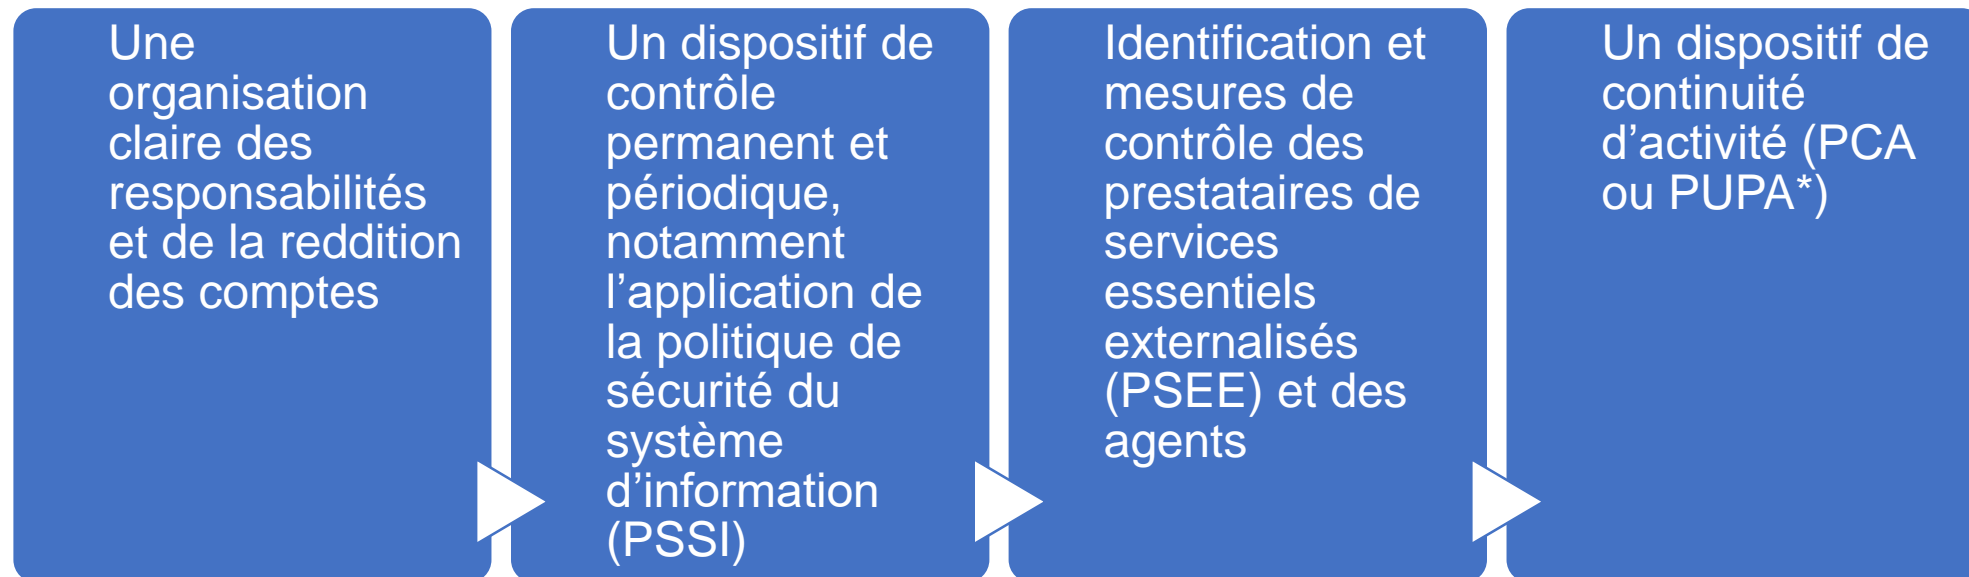 Une
organisation
claire des
responsabilités
et de la reddition
des comptes
Un dispositif de
contrôle
permanent et
périodique,
notamment
l’application de
la politique de
sécurité du
système
d’information
(PSSI)
Identification et
mesures de
contrôle des
prestataires de
services
essentiels
externalisés
(PSEE) et des
agents
Un dispositif de
continuité
d’activité (PCA
ou PUPA*)